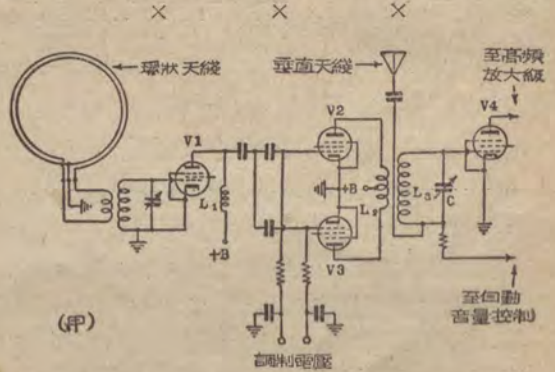 × × ×
環狀天綫
垂直天綫
至高頻
放大級
V1
V2
V4
L₁
+B
+B
L₂
L₃
C
V3
至自動
音量控制
(甲)
調制電壓